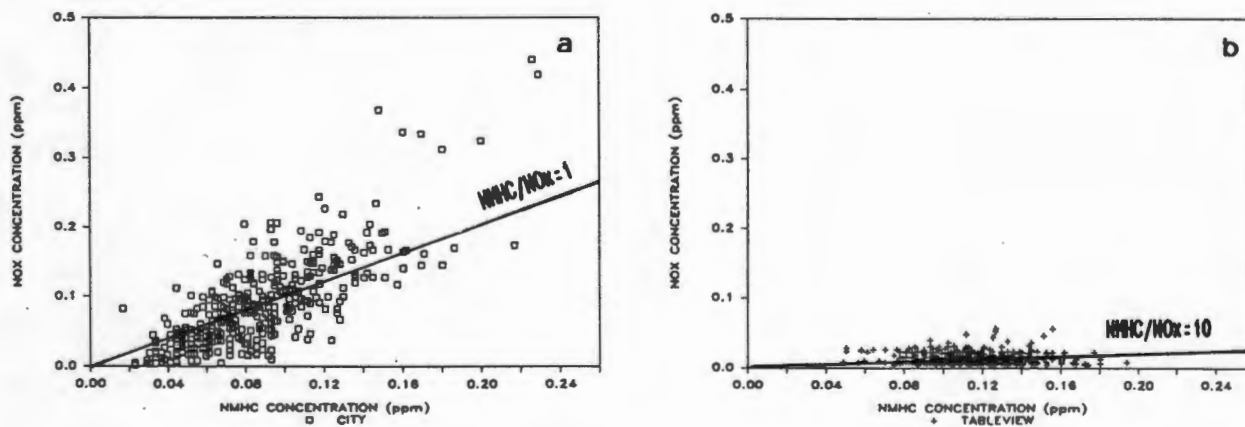 a
0.5
0.4
0.3
0.2
0.1
0.0
NOX CONCENTRATION (ppm)
NMHC/NOx=1
0.00 0.04 0.08 0.12 0.16 0.20 0.24
NMHC CONCENTRATION (ppm)
□ CITY
b
0.5
0.4
0.3
0.2
0.1
0.0
NOX CONCENTRATION (ppm)
NMHC/NOx=10
0.00 0.04 0.08 0.12 0.16 0.20 0.24
NMHC CONCENTRATION (ppm)
+ TABLEVIEW